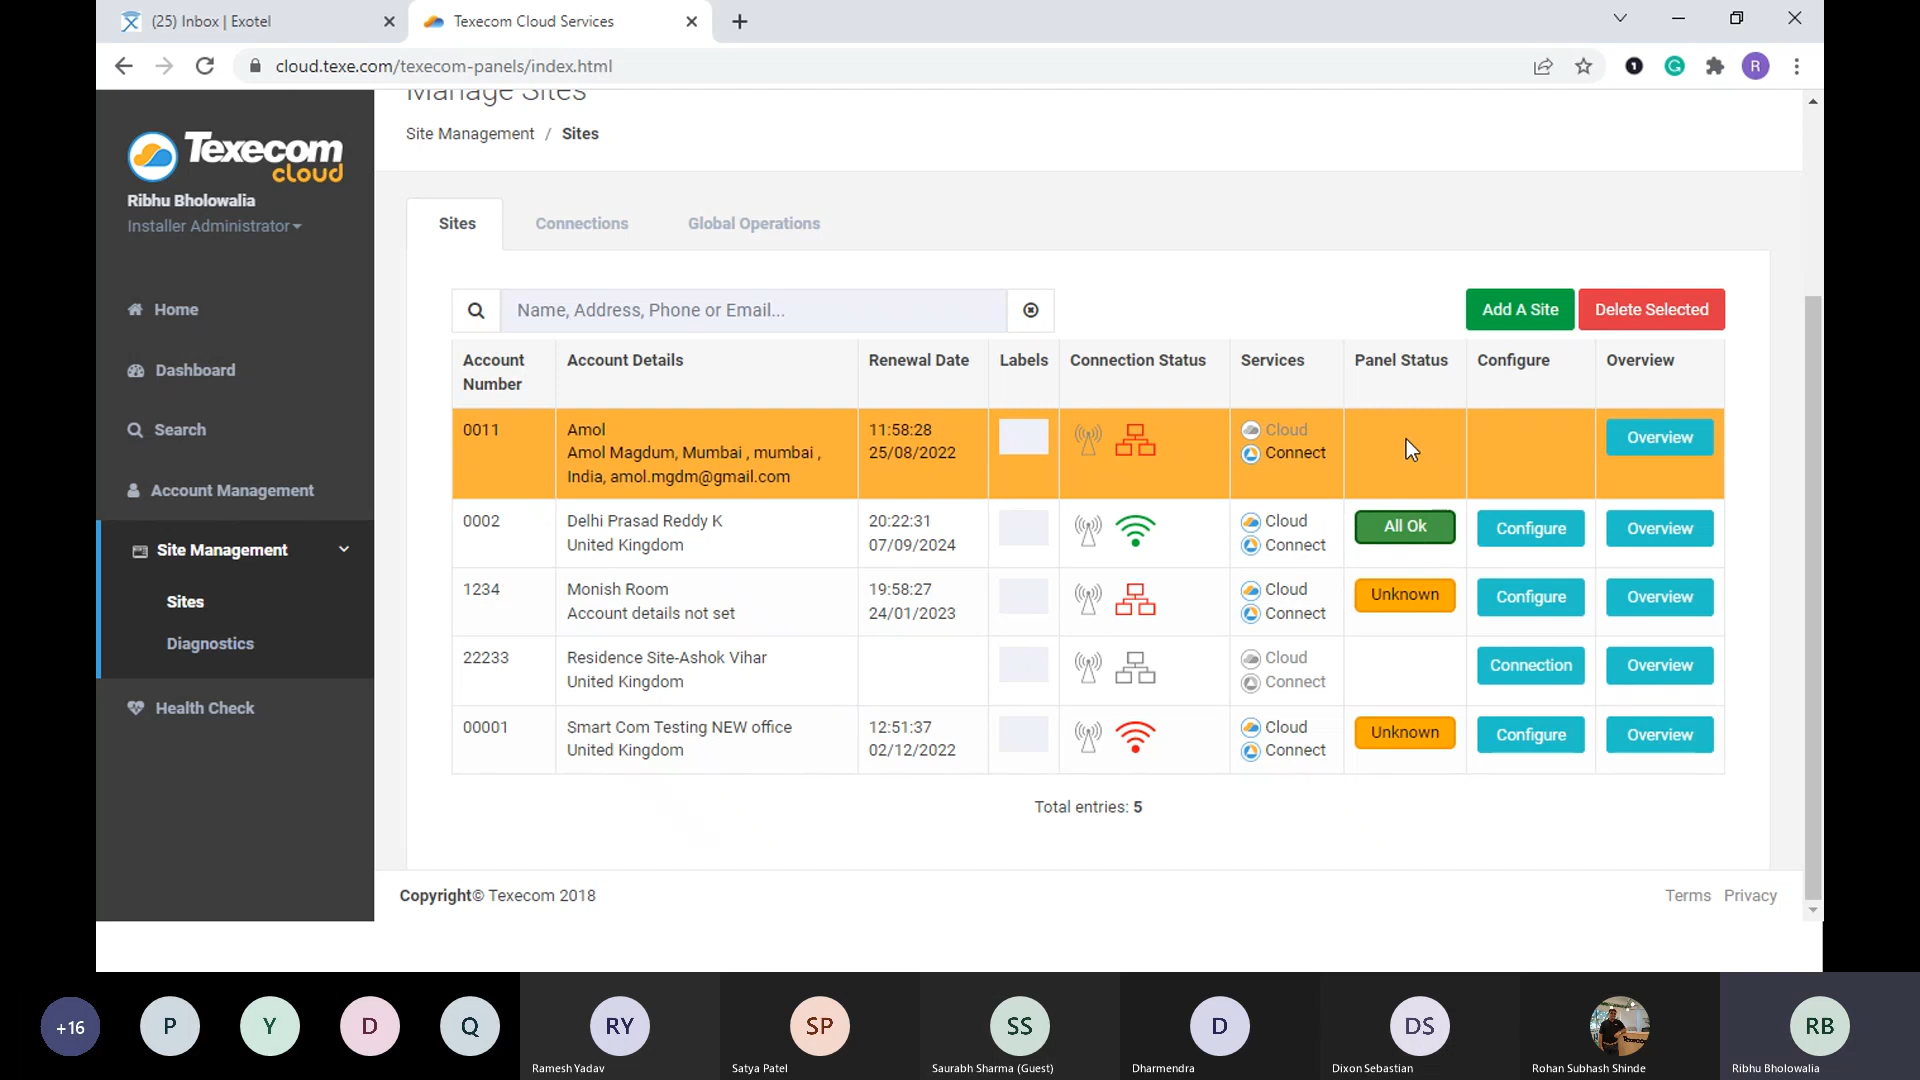 (25) Inbox | Exotel
Texecom Cloud Services
cloud.texe.com/texecom-panels/index.html
R
Texecom
cloud
Ribhu Bholowalia
Installer Administrator
Home
Dashboard
Search
Account Management
Site Management
Sites
Diagnostics
Health Check
Manage Sites
Site Management / Sites
Sites Connections Global Operations
Name, Address, Phone or Email...
Add A Site Delete Selected
Account Number Account Details Renewal Date Labels Connection Status Services Panel Status Configure Overview
0011 Amol 11:58:28 Cloud Overview
Amol Magdum, Mumbai , mumbai , 25/08/2022 Connect
India, amol.mgdm@gmail.com
0002 Delhi Prasad Reddy K 20:22:31 Cloud All Ok Configure Overview
United Kingdom 07/09/2024 Connect
1234 Monish Room 19:58:27 Cloud Unknown Configure Overview
Account details not set 24/01/2023 Connect
22233 Residence Site-Ashok Vihar Cloud Connection Overview
United Kingdom Connect
00001 Smart Com Testing NEW office 12:51:37 Cloud Unknown Configure Overview
United Kingdom 02/12/2022 Connect
Total entries: 5
Copyright© Texecom 2018
Terms Privacy
+16 P Y D Q RY SP SS D DS RB
Ramesh Yadav Satya Patel Saurabh Sharma (Guest) Dharmendra Dixon Sebastian Rohan Subhash Shinde Ribhu Bholowalia